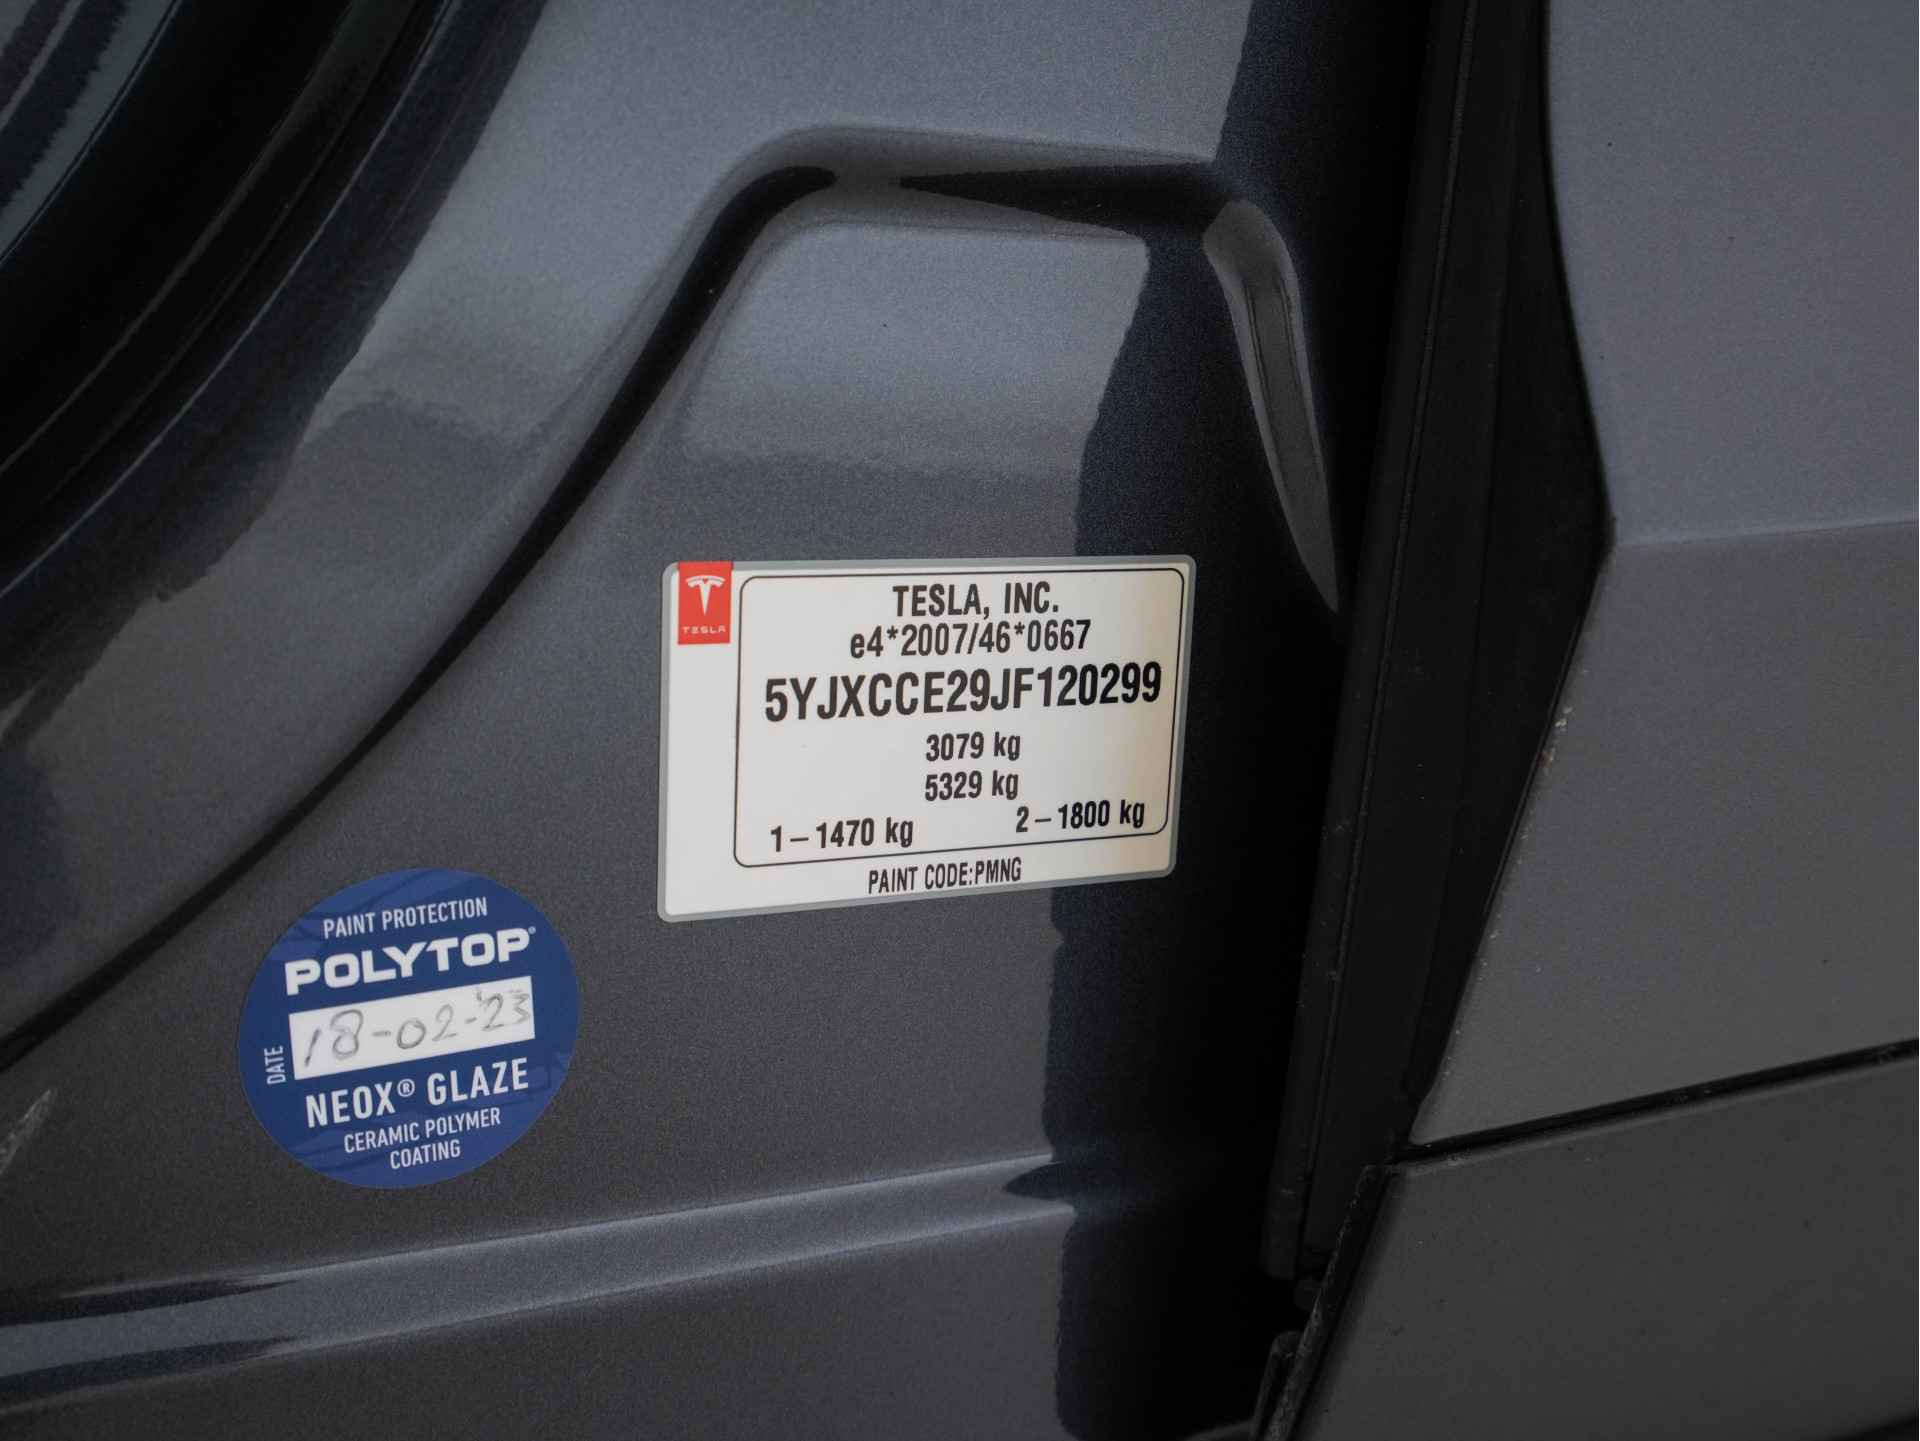 TESLA
TESLA, INC.
e4*2007/46*0667
5YJXCCE29JF120299
3079 kg
5329 kg
1–1470 kg 2–1800 kg
PAINT CODE:PMNG
PAINT PROTECTION
POLYTOP®
DATE 18-02-'23
NEOX® GLAZE
CERAMIC POLYMER
COATING